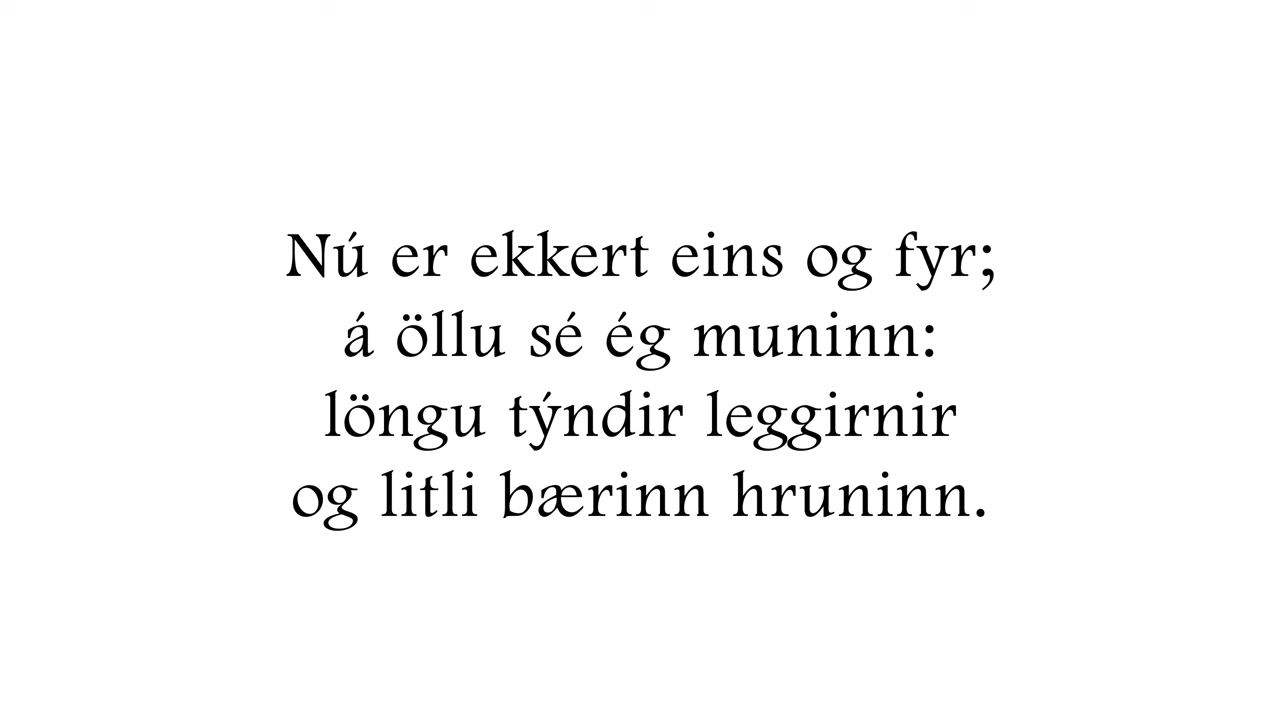 Nú er ekkert eins og fyr;
á öllu sé ég muninn:
löngu týndir leggirnir
og litli bærinn hruninn.